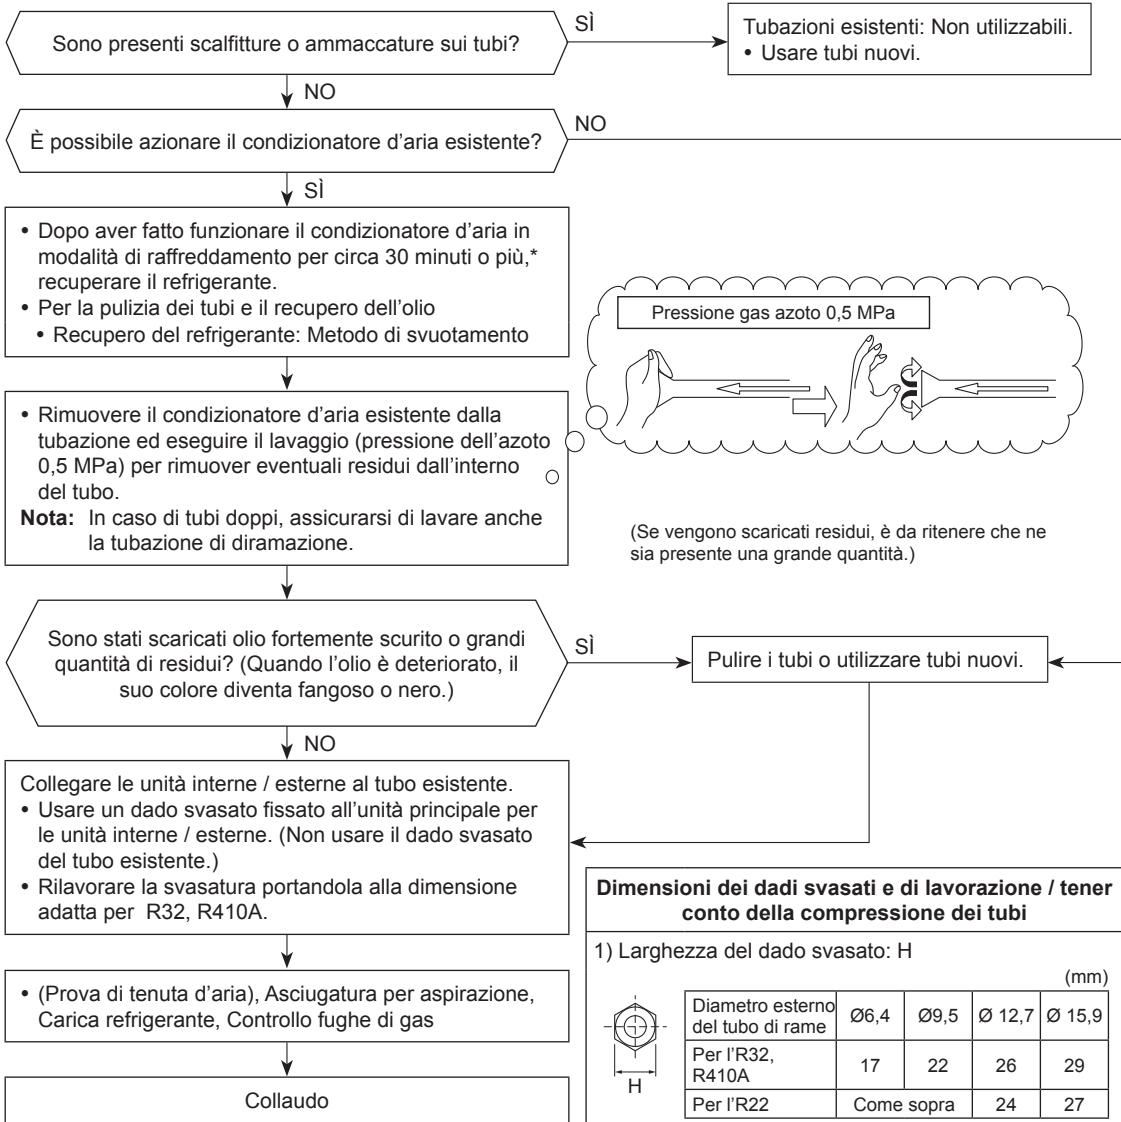 Sono presenti scalfitture o ammaccature sui tubi?
SÌ
Tubazioni esistenti: Non utilizzabili.
• Usare tubi nuovi.
NO
È possibile azionare il condizionatore d’aria esistente?
NO
SÌ
• Dopo aver fatto funzionare il condizionatore d’aria in
modalità di raffreddamento per circa 30 minuti o più,*
recuperare il refrigerante.
• Per la pulizia dei tubi e il recupero dell’olio
• Recupero del refrigerante: Metodo di svuotamento
Pressione gas azoto 0,5 MPa
• Rimuovere il condizionatore d’aria esistente dalla
tubazione ed eseguire il lavaggio (pressione dell’azoto
0,5 MPa) per rimuover eventuali residui dall’interno
del tubo.
Nota: In caso di tubi doppi, assicurarsi di lavare anche
la tubazione di diramazione.
(Se vengono scaricati residui, è da ritenere che ne
sia presente una grande quantità.)
Sono stati scaricati olio fortemente scurito o grandi
quantità di residui? (Quando l’olio è deteriorato, il
suo colore diventa fangoso o nero.)
SÌ
Pulire i tubi o utilizzare tubi nuovi.
NO
Collegare le unità interne / esterne al tubo esistente.
• Usare un dado svasato fissato all’unità principale per
le unità interne / esterne. (Non usare il dado svasato
del tubo esistente.)
• Rilavorare la svasatura portandola alla dimensione
adatta per R32, R410A.
• (Prova di tenuta d’aria), Asciugatura per aspirazione,
Carica refrigerante, Controllo fughe di gas
Collaudo
Dimensioni dei dadi svasati e di lavorazione / tener
conto della compressione dei tubi
1) Larghezza del dado svasato: H
(mm)
H
Diametro esterno
del tubo di rame
Ø6,4 Ø9,5 Ø 12,7 Ø 15,9
Per l’R32,
R410A
17 22 26 29
Per l’R22 Come sopra 24 27